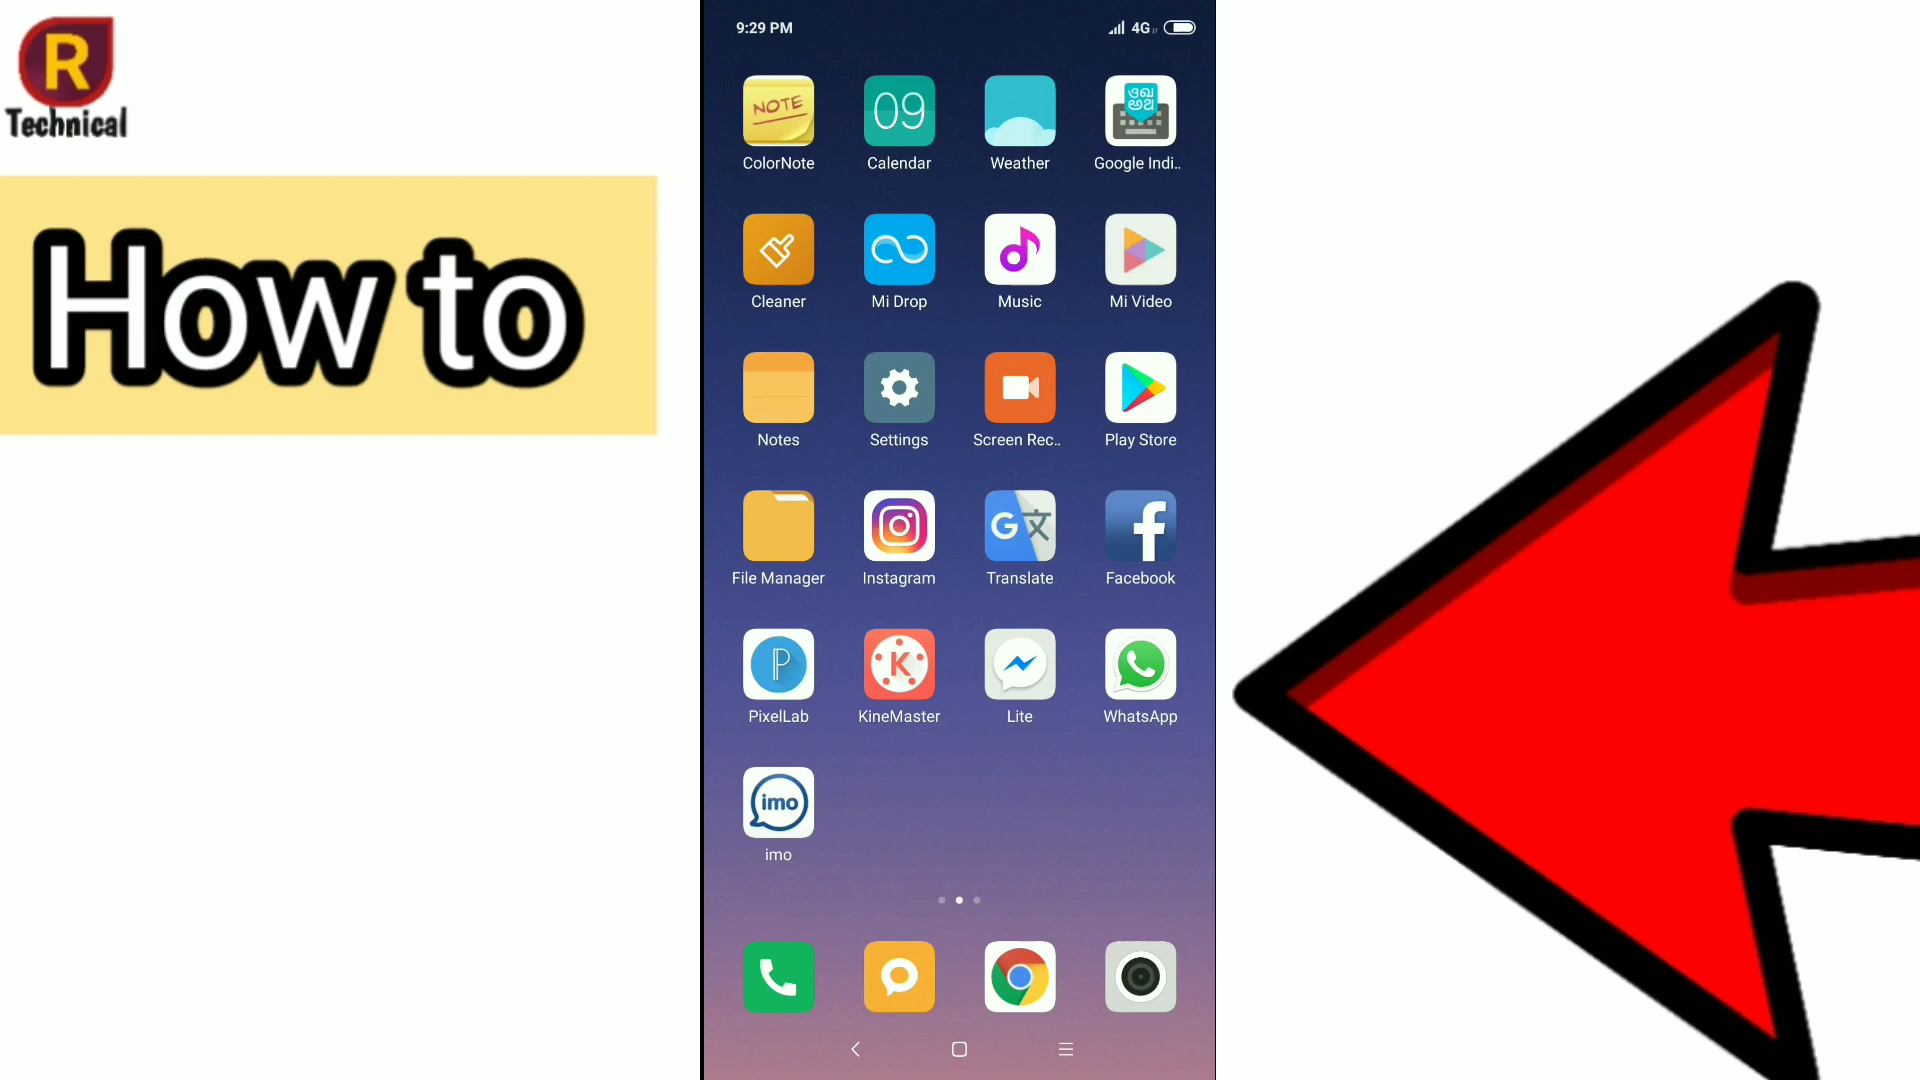 R
Technical
How to
9:29 PM
4G
NOTE
09
ColorNote
Calendar
Weather
Google Indi..
Cleaner
Mi Drop
Music
Mi Video
Notes
Settings
Screen Rec..
Play Store
G
f
File Manager
Instagram
Translate
Facebook
P
K
PixelLab
KineMaster
Lite
WhatsApp
imo
imo